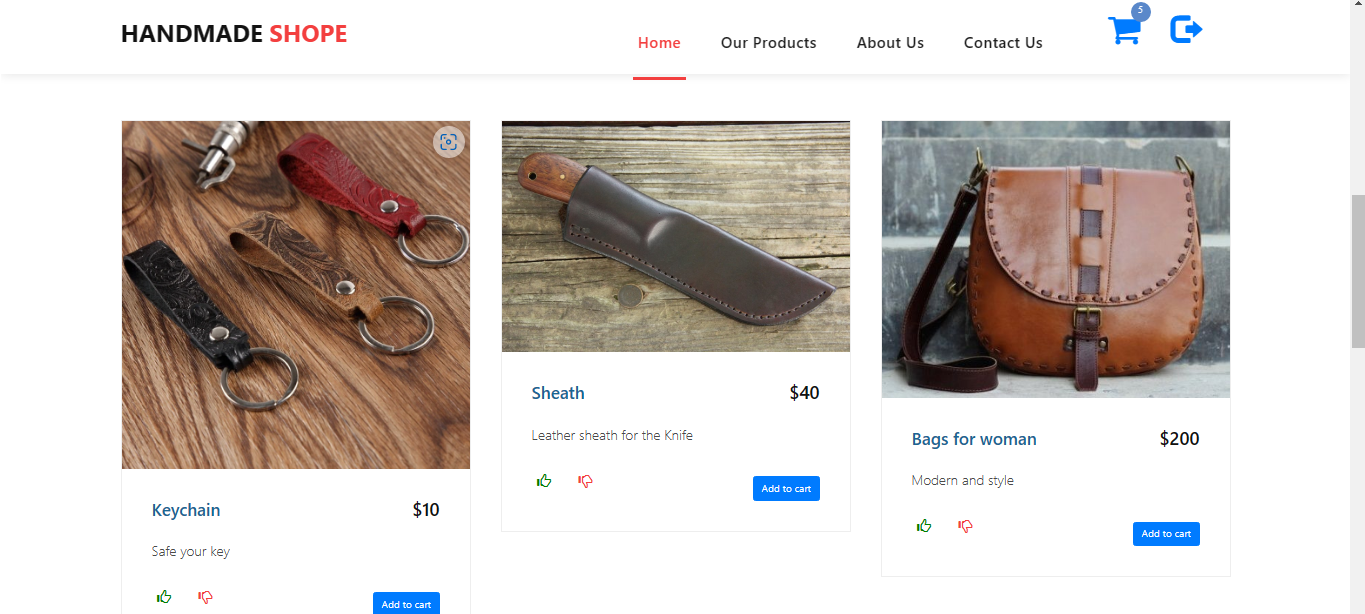 5
HANDMADE SHOPE
Home Our Products About Us Contact Us
Keychain $10
Safe your key
Add to cart
Sheath $40
Leather sheath for the Knife
Add to cart
Bags for woman $200
Modern and style
Add to cart